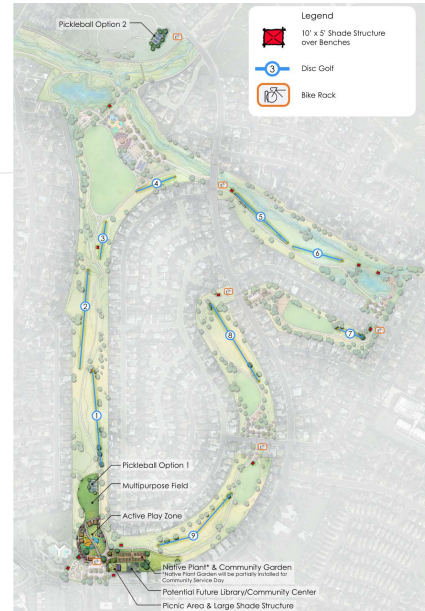 Pickleball Option 2
Legend
10' x 5' Shade Structure
over Benches
3
Disc Golf
Bike Rack
4
5
3
6
2
7
8
1
Pickleball Option 1
Multipurpose Field
Active Play Zone
9
Native Plant* & Community Garden
*Native Plant Garden will be partially installed for
Community Service Day
Potential Future Library/Community Center
Picnic Area & Large Shade Structure